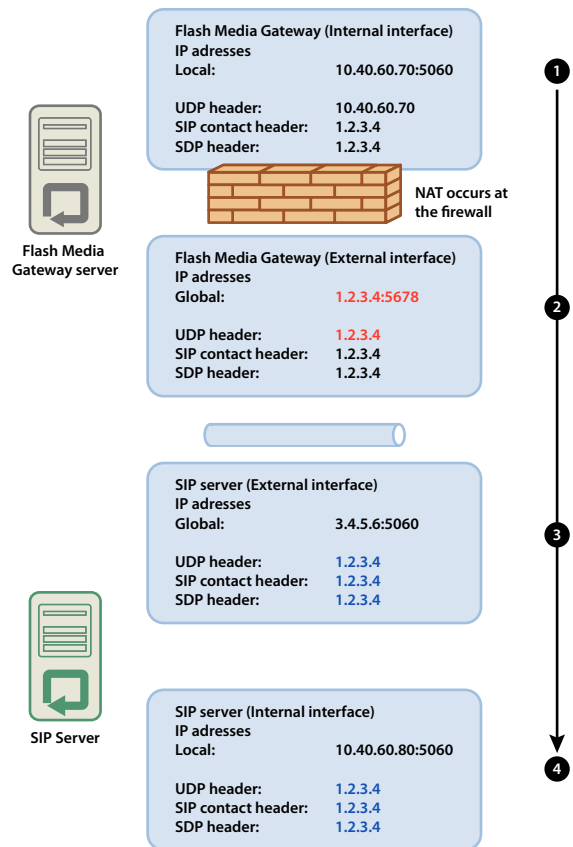 Flash Media Gateway (Internal interface)
IP adresses
Local: 10.40.60.70:5060
UDP header: 10.40.60.70
SIP contact header: 1.2.3.4
SDP header: 1.2.3.4
1
NAT occurs at
the firewall
Flash Media
Gateway server
Flash Media Gateway (External interface)
IP adresses
Global: 1.2.3.4:5678
UDP header: 1.2.3.4
SIP contact header: 1.2.3.4
SDP header: 1.2.3.4
2
SIP server (External interface)
IP adresses
Global: 3.4.5.6:5060
UDP header: 1.2.3.4
SIP contact header: 1.2.3.4
SDP header: 1.2.3.4
3
SIP Server
SIP server (Internal interface)
IP adresses
Local: 10.40.60.80:5060
UDP header: 1.2.3.4
SIP contact header: 1.2.3.4
SDP header: 1.2.3.4
4